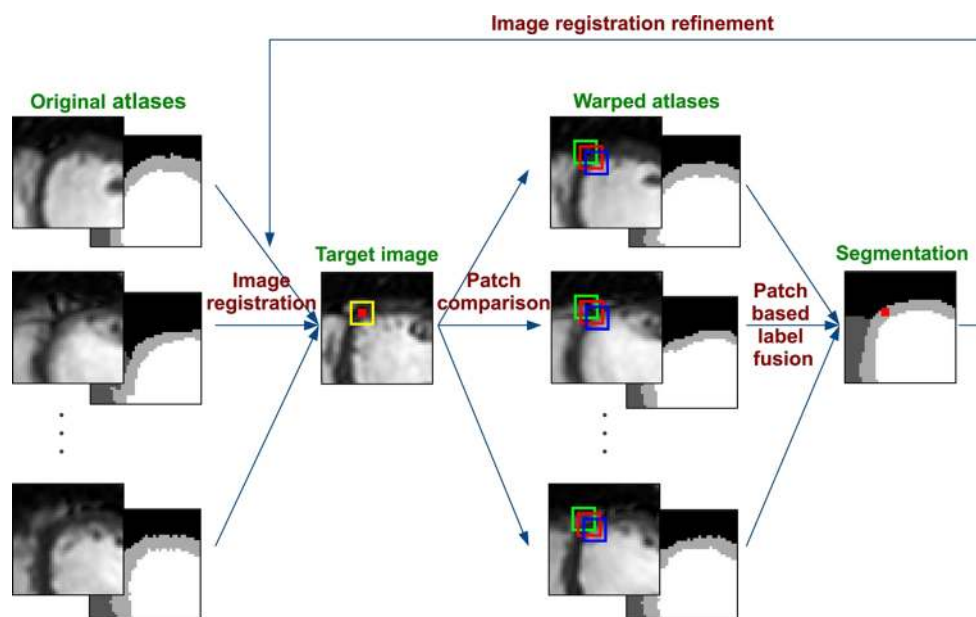 Image registration refinement
Original atlases
Warped atlases
Target image
Segmentation
Image
registration
Patch
comparison
Patch
based
label
fusion